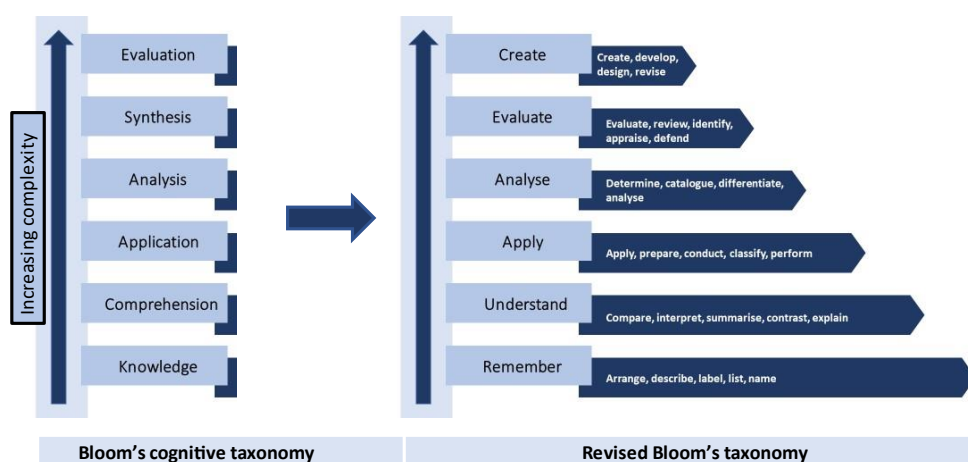 Increasing complexity
Evaluation
Synthesis
Analysis
Application
Comprehension
Knowledge
Bloom's cognitive taxonomy
Create
Create, develop,
design, revise
Evaluate
Evaluate, review, identify,
appraise, defend
Analyse
Determine, catalogue, differentiate,
analyse
Apply
Apply, prepare, conduct, classify, perform
Understand
Compare, interpret, summarise, contrast, explain
Remember
Arrange, describe, label, list, name
Revised Bloom's taxonomy